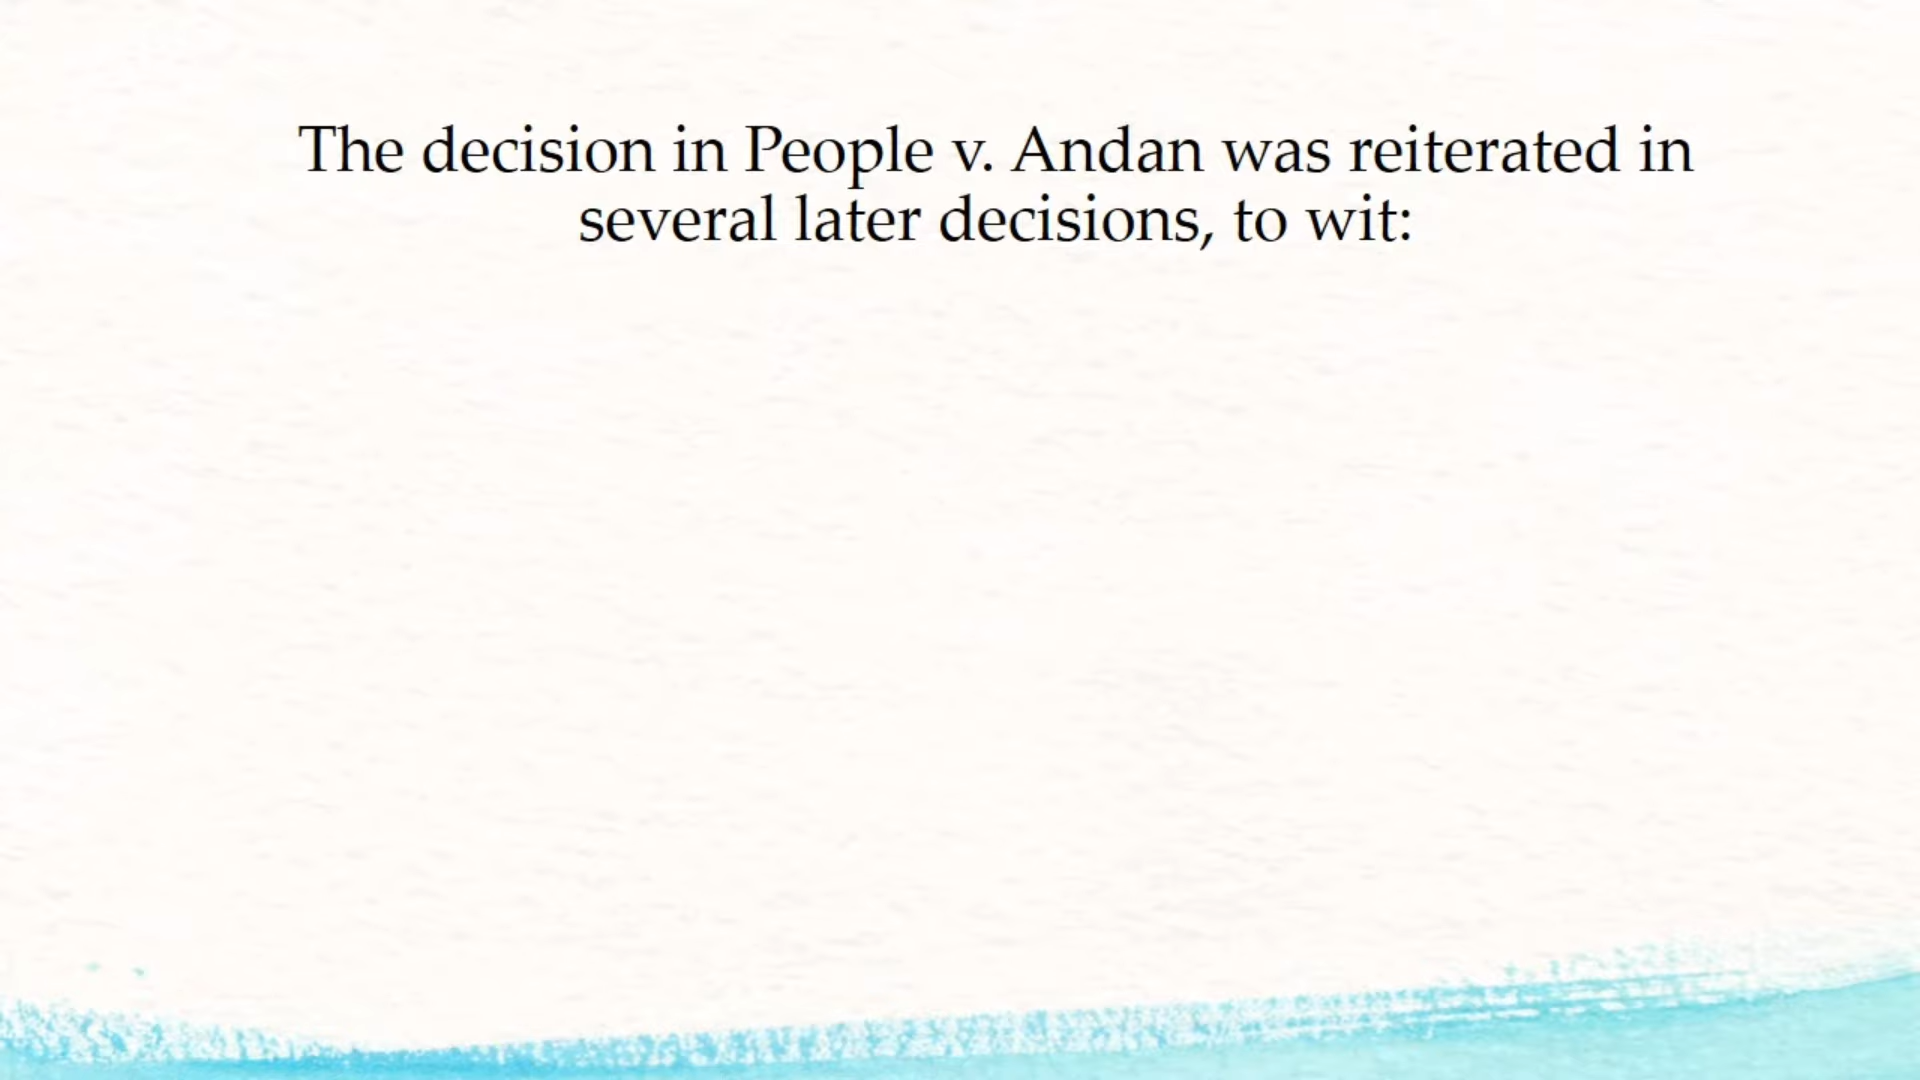 The decision in People v. Andan was reiterated in
several later decisions, to wit: